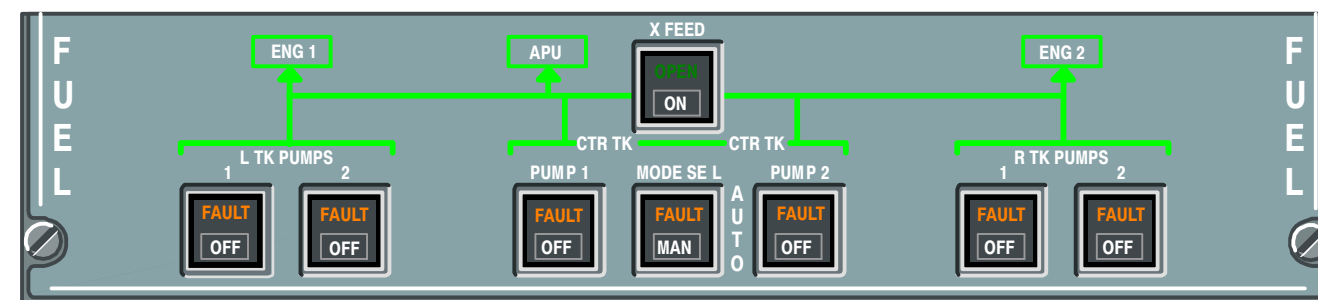 FUEL
X FEED
ENG 1
APU
ENG 2
OPEN
ON
CTR TK
CTR TK
L TK PUMPS
R TK PUMPS
1
2
PUMP 1
MODE SE L
PUMP 2
1
2
AUTO
FAULT
OFF
FAULT
OFF
FAULT
OFF
FAULT
MAN
FAULT
OFF
FAULT
OFF
FAULT
OFF
FUEL